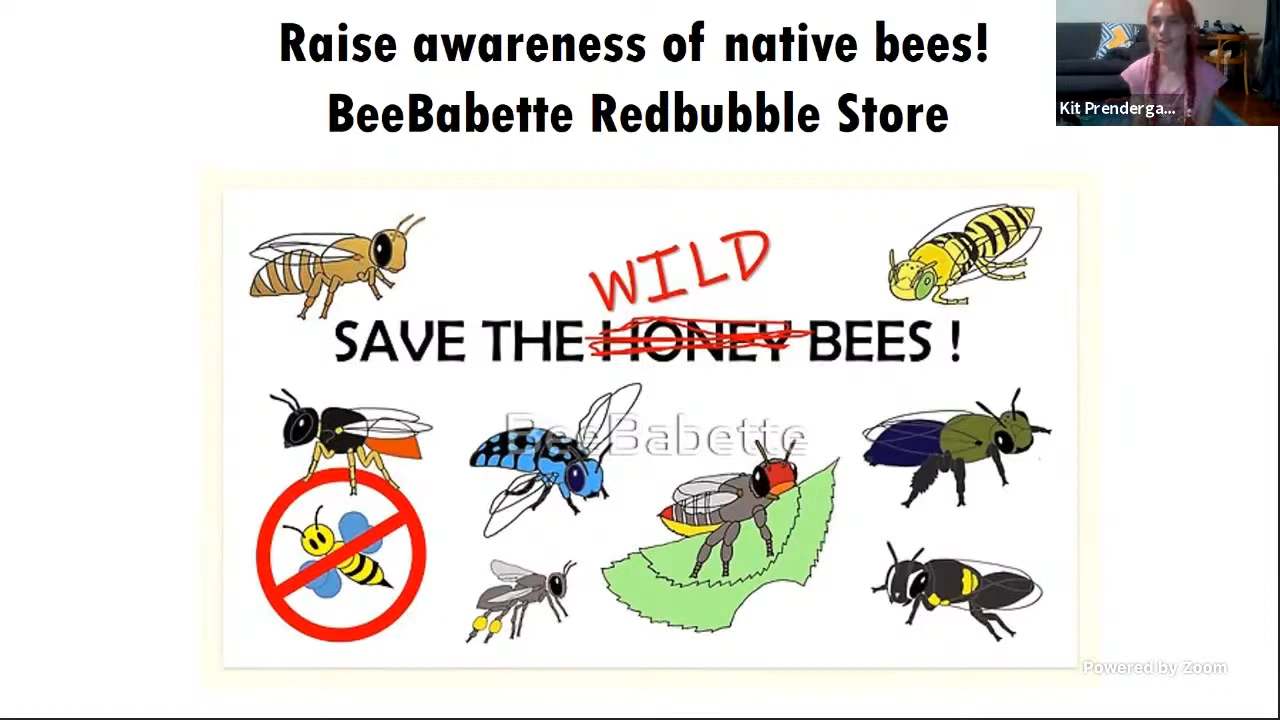 Raise awareness of native bees!
BeeBabette Redbubble Store
Kit Prenderga...
WILD
SAVE THE HONEY BEES !
BeeBabette
Powered by Zoom